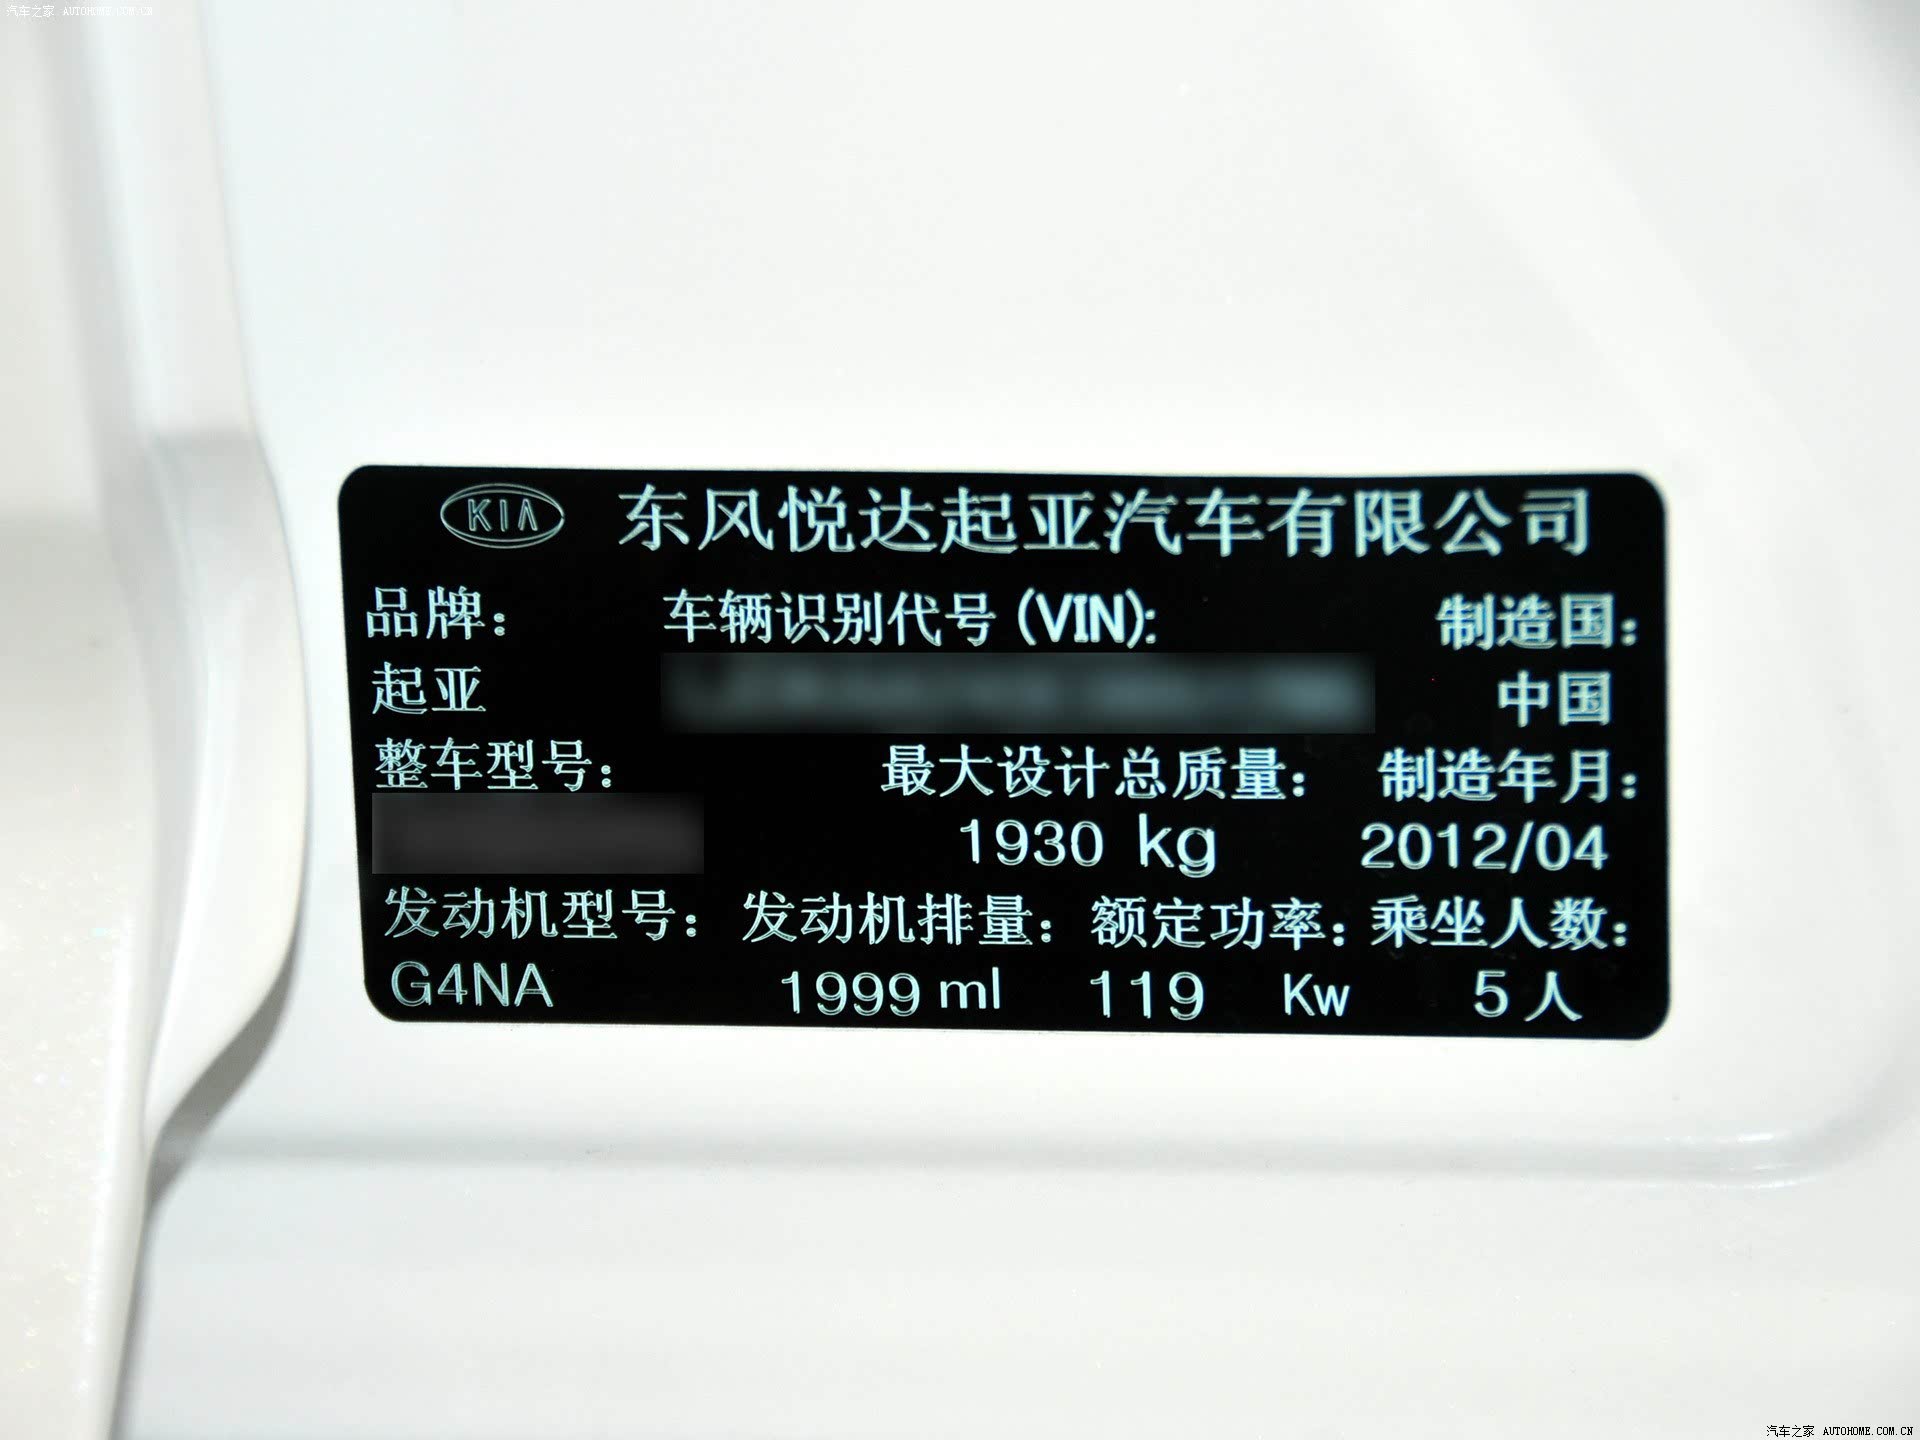 汽车之家 AUTOHOME.COM.CN
KIA 东风悦达起亚汽车有限公司
品牌： 车辆识别代号 (VIN): 制造国：
起亚 中国
整车型号： 最大设计总质量： 制造年月：
1930 kg 2012/04
发动机型号： 发动机排量： 额定功率： 乘坐人数：
G4NA 1999 ml 119 Kw 5 人
汽车之家 AUTOHOME.COM.CN